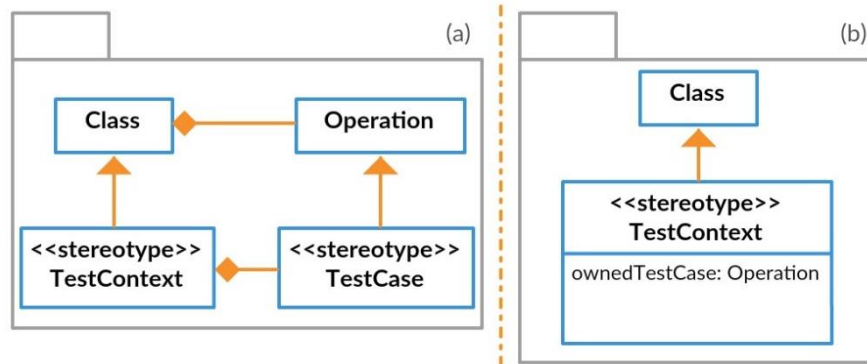 (a)
Class
Operation
<<stereotype>>
TestContext
<<stereotype>>
TestCase
(b)
Class
<<stereotype>>
TestContext
ownedTestCase: Operation